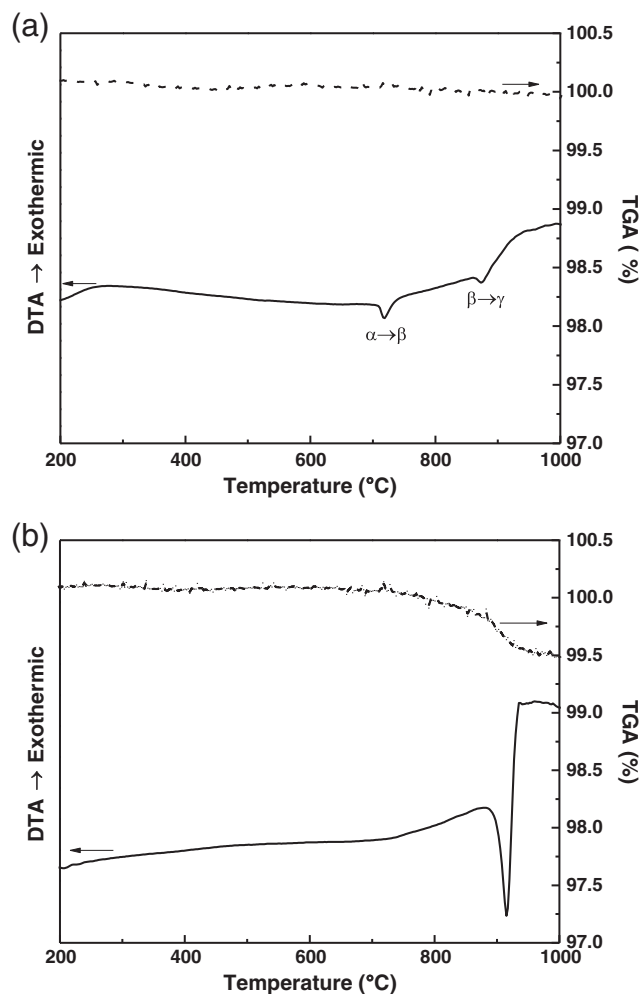 (a)
100.5
100.0
99.5
99.0
98.5
98.0
97.5
97.0
DTA → Exothermic
TGA ( %)
α→β
β→γ
200 400 600 800 1000
Temperature (°C)
(b)
100.5
100.0
99.5
99.0
98.5
98.0
97.5
97.0
DTA → Exothermic
TGA (%)
200 400 600 800 1000
Temperature (°C)